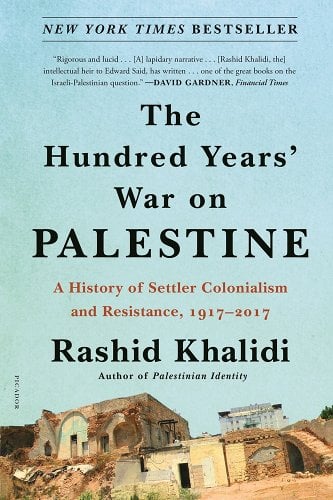 NEW YORK TIMES BESTSELLER
"Rigorous and lucid . . . [A] lapidary narrative . . . [Rashid Khalidi, the]
intellectual heir to Edward Said, has written . . . one of the great books on the
Israeli-Palestinian question." —DAVID GARDNER, Financial Times
The
Hundred Years'
War on
PALESTINE
A History of Settler Colonialism
and Resistance, 1917–2017
Rashid Khalidi
Author of Palestinian Identity
PICADOR